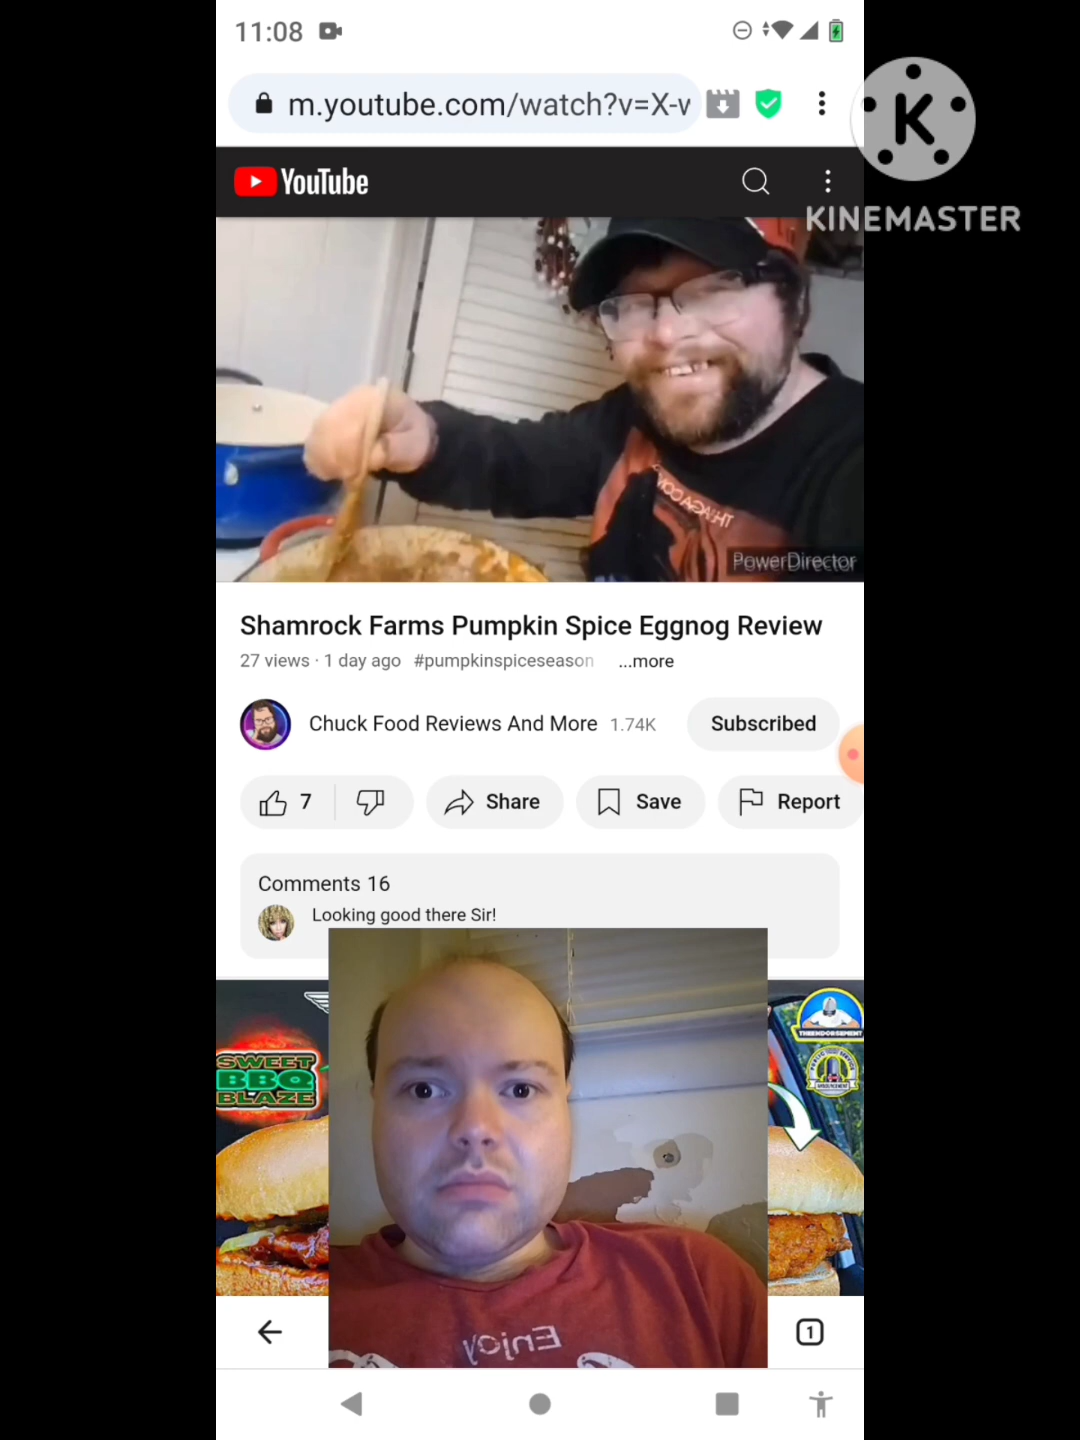 11:08
m.youtube.com/watch?v=X-v
K
KINEMASTER
YouTube
PowerDirector
Shamrock Farms Pumpkin Spice Eggnog Review
27 views · 1 day ago #pumpkinspiceseason ...more
Chuck Food Reviews And More 1.74K Subscribed
7 Share Save Report
Comments 16
Looking good there Sir!
SWEET
BBQ
BLAZE
THEENDORSEMENT
Enjoy
1